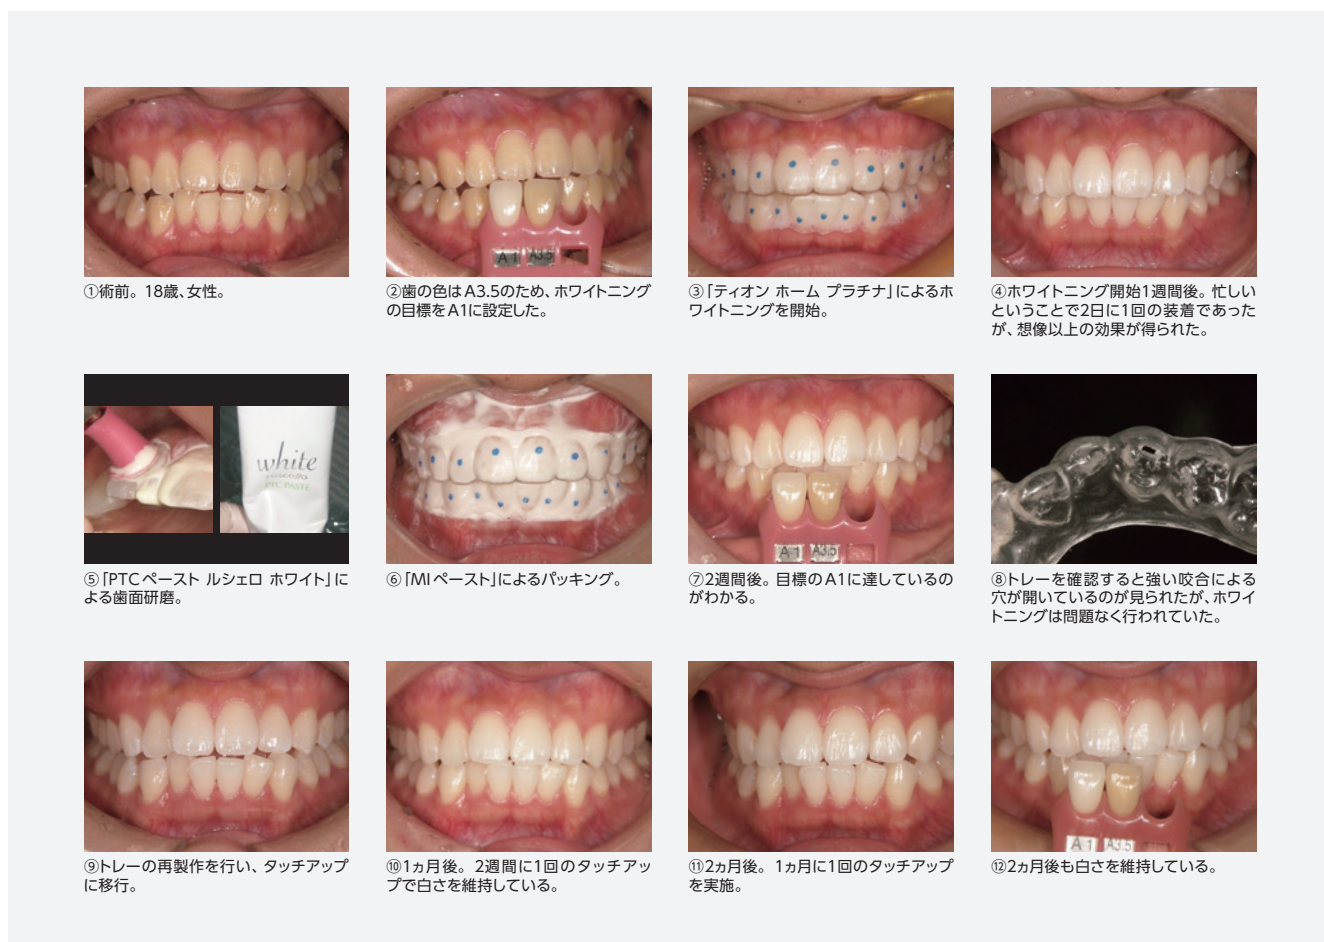 ①術前。18歳、女性。
A1 A3.5
②歯の色はA3.5のため、ホワイトニング
の目標をA1に設定した。
③「ティオン ホーム プラチナ」によるホ
ワイトニングを開始。
④ホワイトニング開始1週間後。忙しい
ということで2日に1回の装着であった
が、想像以上の効果が得られた。
white
PTC PASTE
⑤「PTCペースト ルシェロ ホワイト」に
よる歯面研磨。
⑥「MIペースト」によるパッキング。
A1 A3.5
⑦2週間後。目標のA1に達しているの
がわかる。
⑧トレーを確認すると強い咬合による
穴が開いているのが見られたが、ホワイ
トニングは問題なく行われていた。
⑨トレーの再製作を行い、タッチアップ
に移行。
⑩1ヵ月後。2週間に1回のタッチアッ
プで白さを維持している。
⑪2ヵ月後。1ヵ月に1回のタッチアップ
を実施。
A1 A3.5
⑫2ヵ月後も白さを維持している。